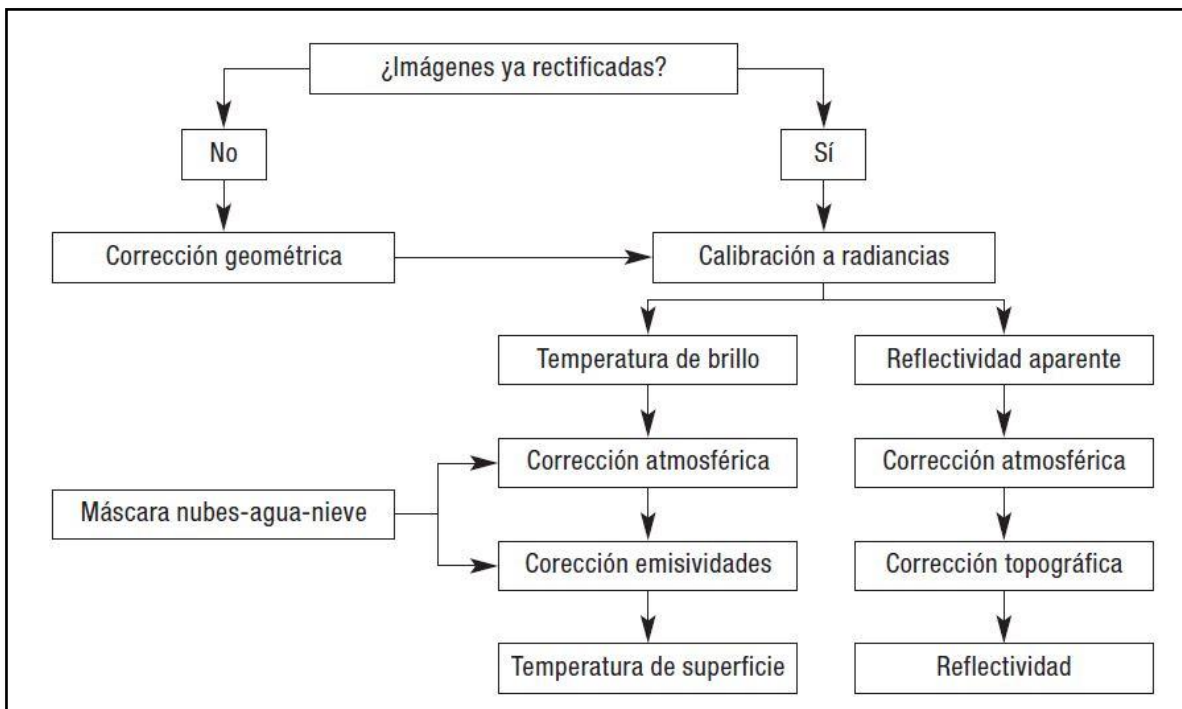 ¿Imágenes ya rectificadas?
No
Sí
Corrección geométrica
Calibración a radiancias
Temperatura de brillo
Reflectividad aparente
Corrección atmosférica
Corrección atmosférica
Máscara nubes-agua-nieve
Corección emisividades
Corrección topográfica
Temperatura de superficie
Reflectividad